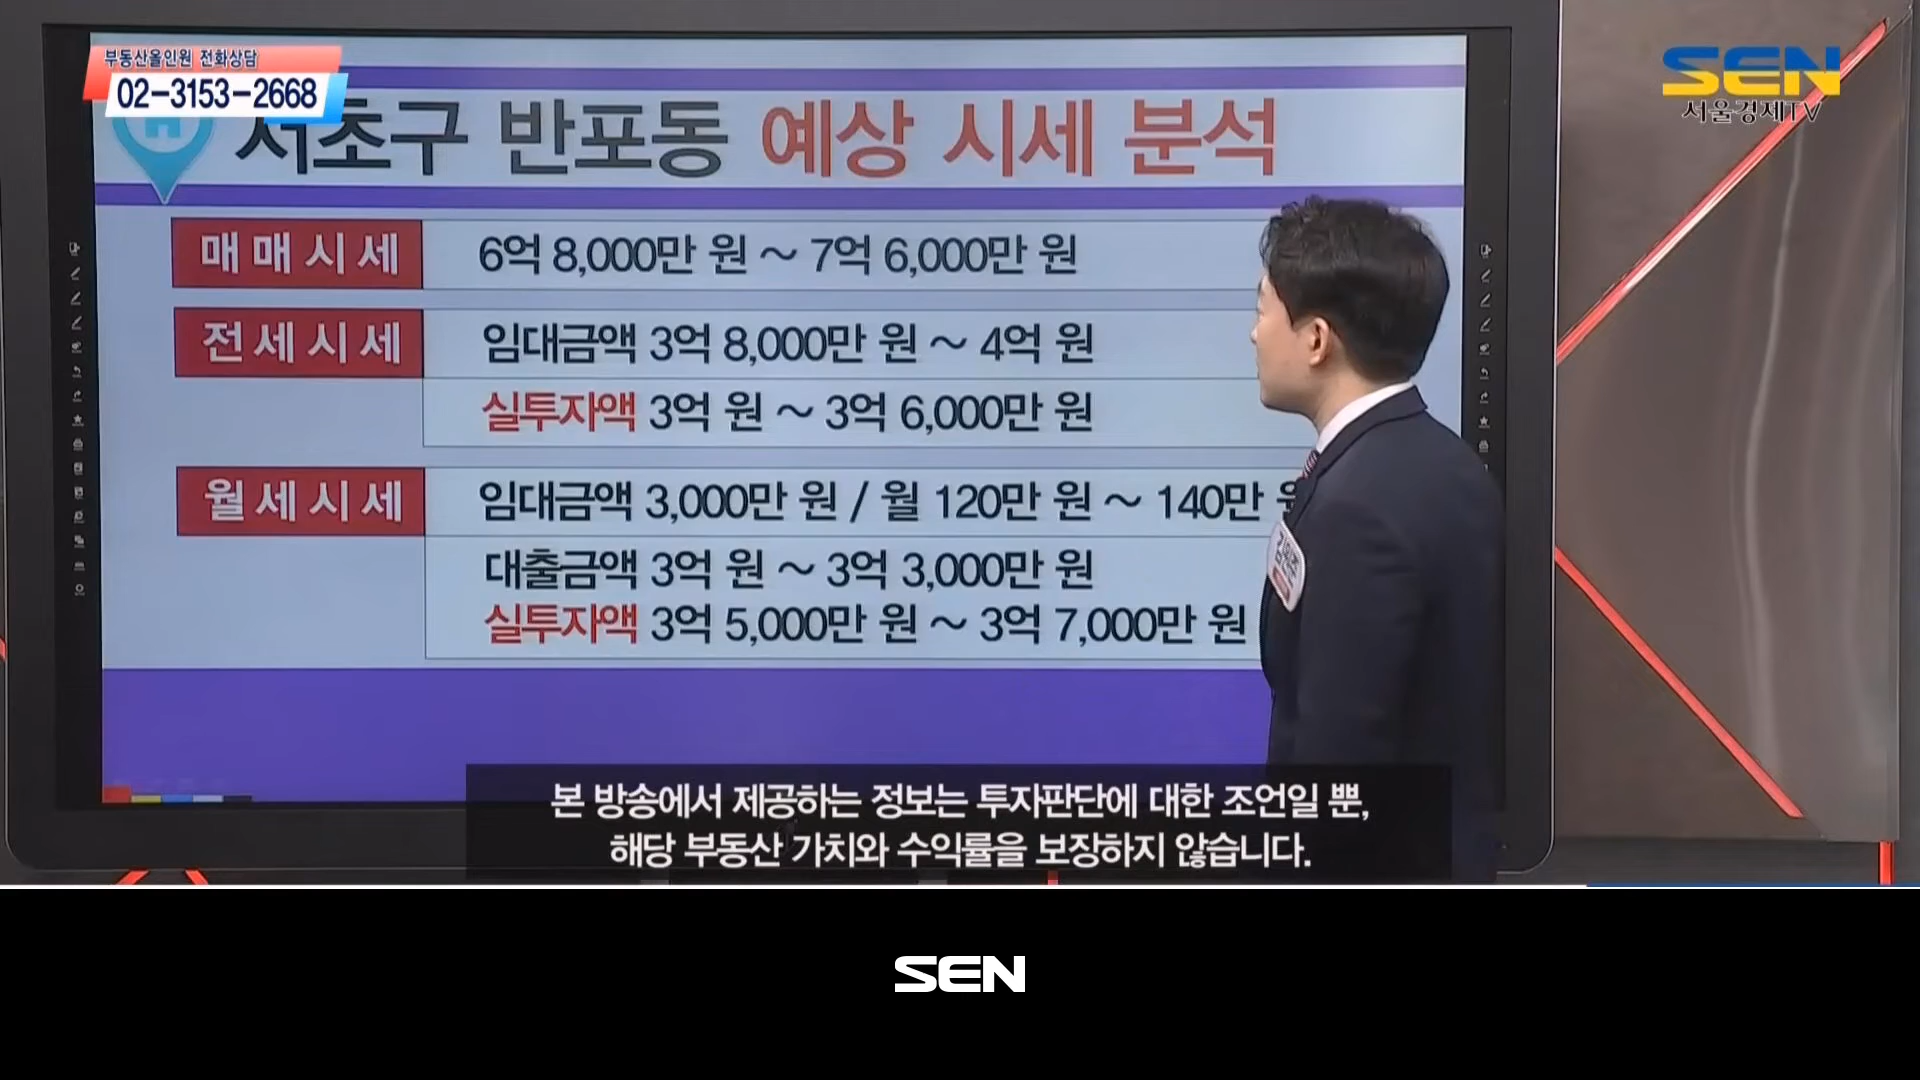 부동산올인원 전화상담
02-3153-2668
SEN
서울경제TV
서초구 반포동 예상 시세 분석
매매시세 6억 8,000만 원 ~ 7억 6,000만 원
전세시세 임대금액 3억 8,000만 원 ~ 4억 원
실투자액 3억 원 ~ 3억 6,000만 원
월세시세 임대금액 3,000만 원 / 월 120만 원 ~ 140만 원
대출금액 3억 원 ~ 3억 3,000만 원
실투자액 3억 5,000만 원 ~ 3억 7,000만 원
본 방송에서 제공하는 정보는 투자판단에 대한 조언일 뿐,
해당 부동산 가치와 수익률을 보장하지 않습니다.
SEN